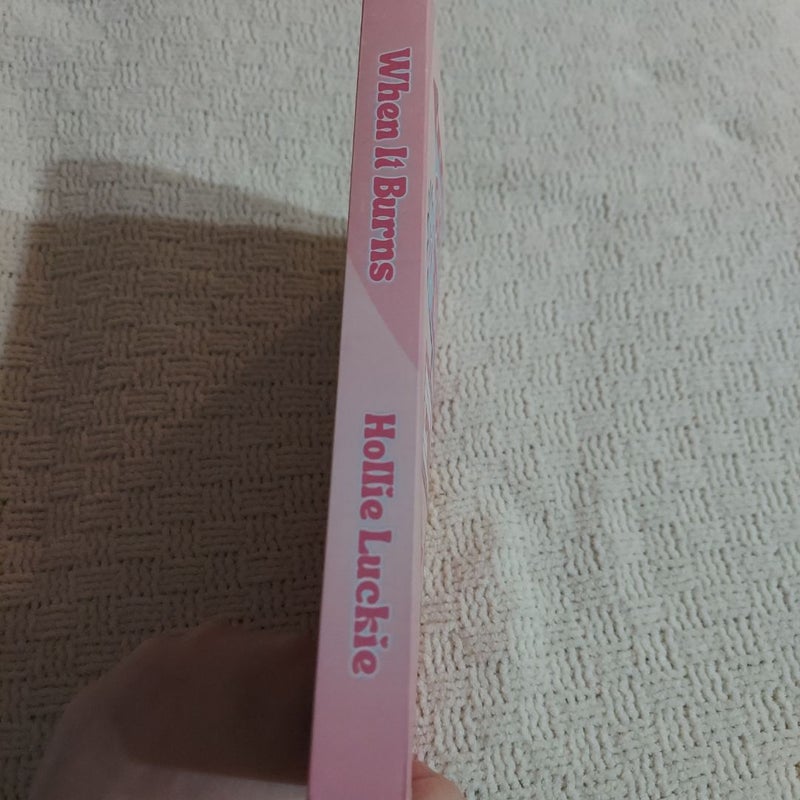 When It Burns
Hollie Luckie